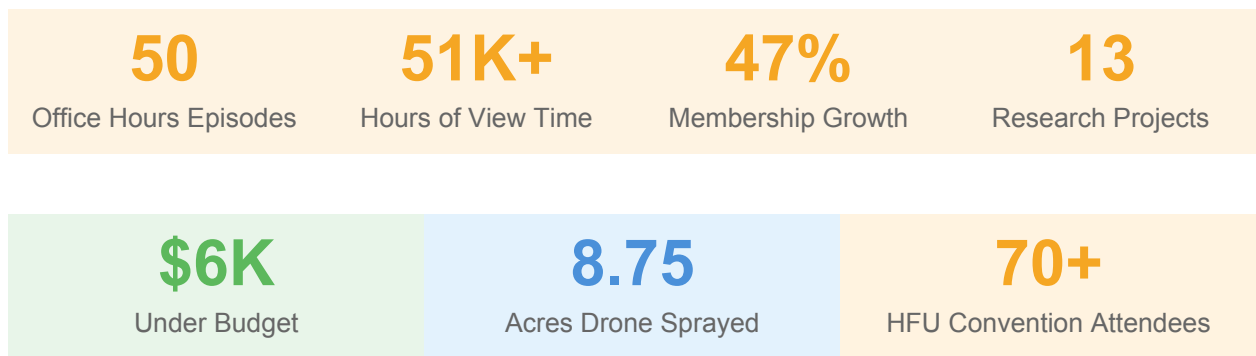 50 51K+ 47% 13
Office Hours Episodes Hours of View Time Membership Growth Research Projects
$6K 8.75 70+
Under Budget Acres Drone Sprayed HFU Convention Attendees